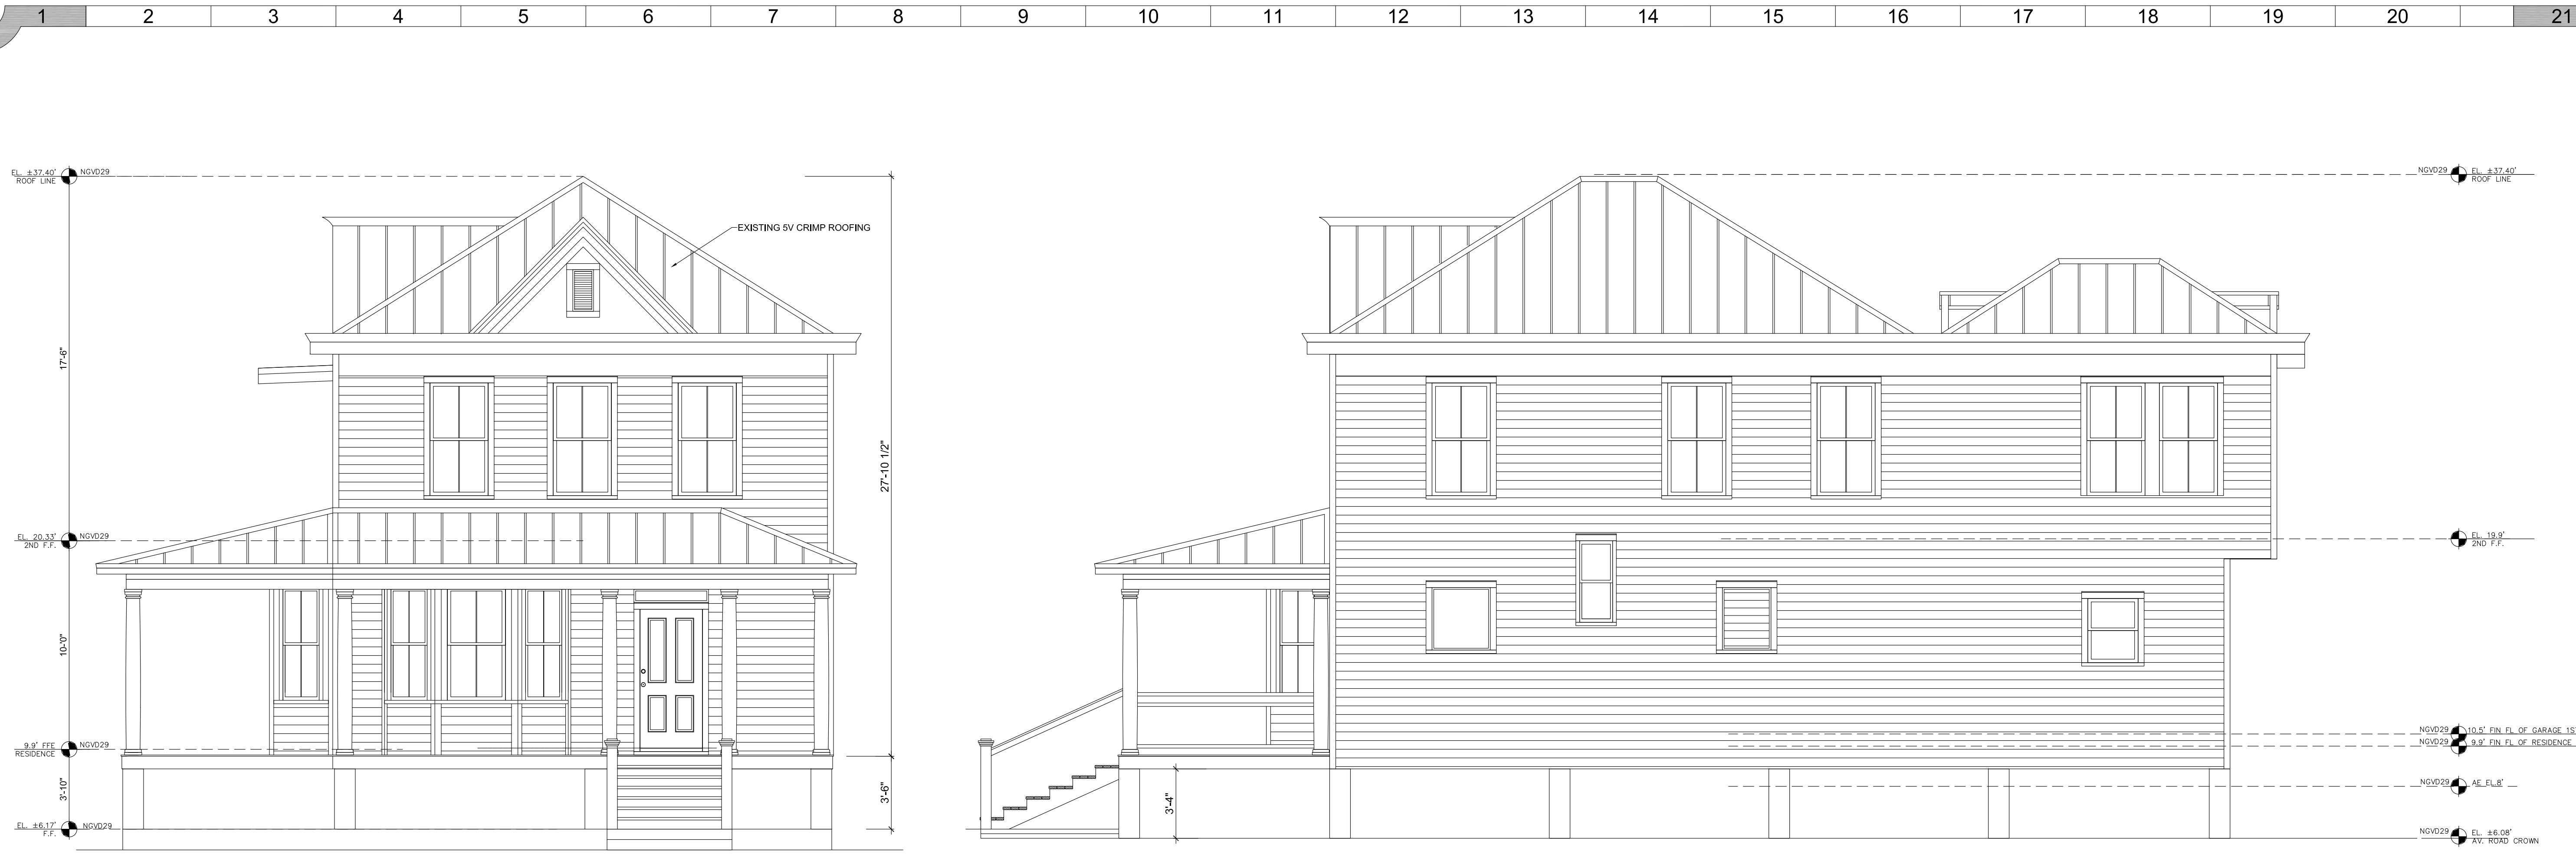 1 2 3 4 5 6 7 8 9 10 11 12 13 14 15 16 17 18 19 20 21
EL. ±37.40' NGVD29
ROOF LINE
EXISTING 5V CRIMP ROOFING
17'-6"
27'-10 1/2"
EL. 20.33' NGVD29
2ND F.F.
10'-0"
9.9' FFE NGVD29
RESIDENCE
3'-10"
3'-6"
EL. ±6.17' NGVD29
F.F.
NGVD29 EL. ±37.40'
ROOF LINE
EL. 19.9'
2ND F.F.
NGVD29 10.5' FIN FL OF GARAGE
NGVD29 9.9' FIN FL OF RESIDENCE
NGVD29 AE EL.8'
3'-4"
NGVD29 EL. ±6.08'
AV. ROAD CROWN